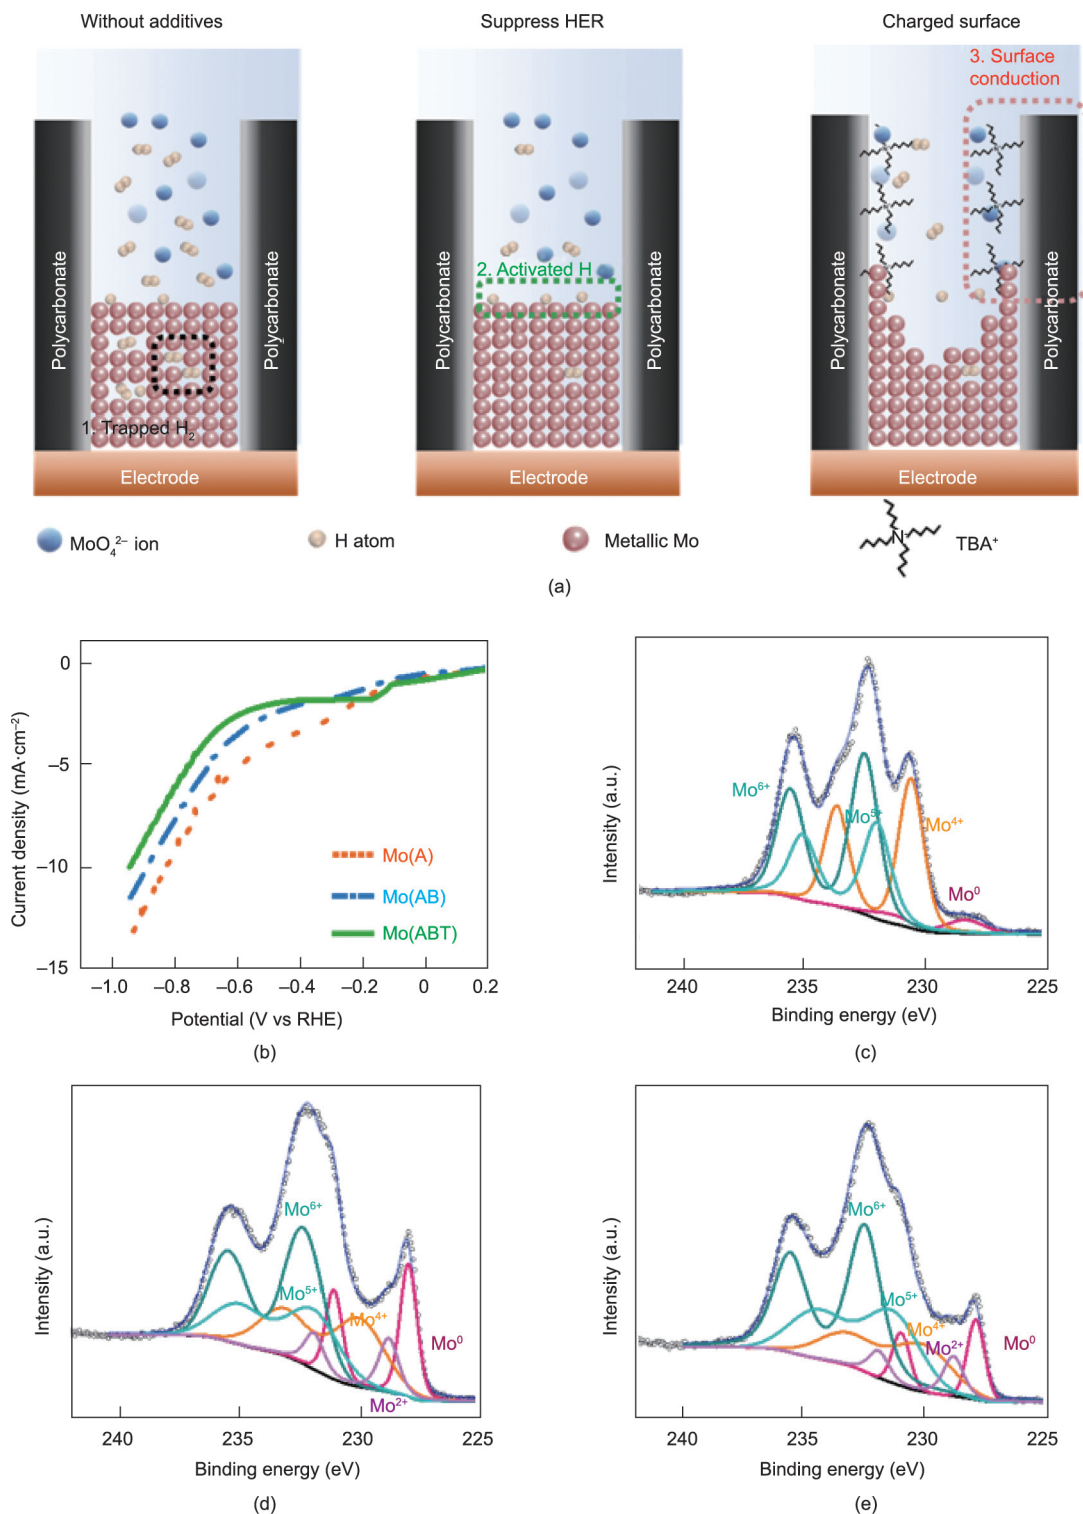 Without additives
Suppress HER
Charged surface
3. Surface
conduction
Polycarbonate
Polycarbonate
Polycarbonate
Polycarbonate
Polycarbonate
Polycarbonate
2. Activated H
1. Trapped H₂
Electrode
Electrode
Electrode
MoO₄²⁻ ion
H atom
Metallic Mo
N
TBA⁺
(a)
Current density (mA·cm⁻²)
0
–5
–10
–15
Mo(A)
Mo(AB)
Mo(ABT)
–1.0 –0.8 –0.6 –0.4 –0.2 0 0.2
Potential (V vs RHE)
(b)
Intensity (a.u.)
Mo⁶⁺
Mo⁵⁺
Mo⁴⁺
Mo⁰
240 235 230 225
Binding energy (eV)
(c)
Intensity (a.u.)
Mo⁶⁺
Mo⁵⁺
Mo⁴⁺
Mo⁰
Mo²⁺
240 235 230 225
Binding energy (eV)
(d)
Intensity (a.u.)
Mo⁶⁺
Mo⁵⁺
Mo⁴⁺
Mo²⁺
Mo⁰
240 235 230 225
Binding energy (eV)
(e)